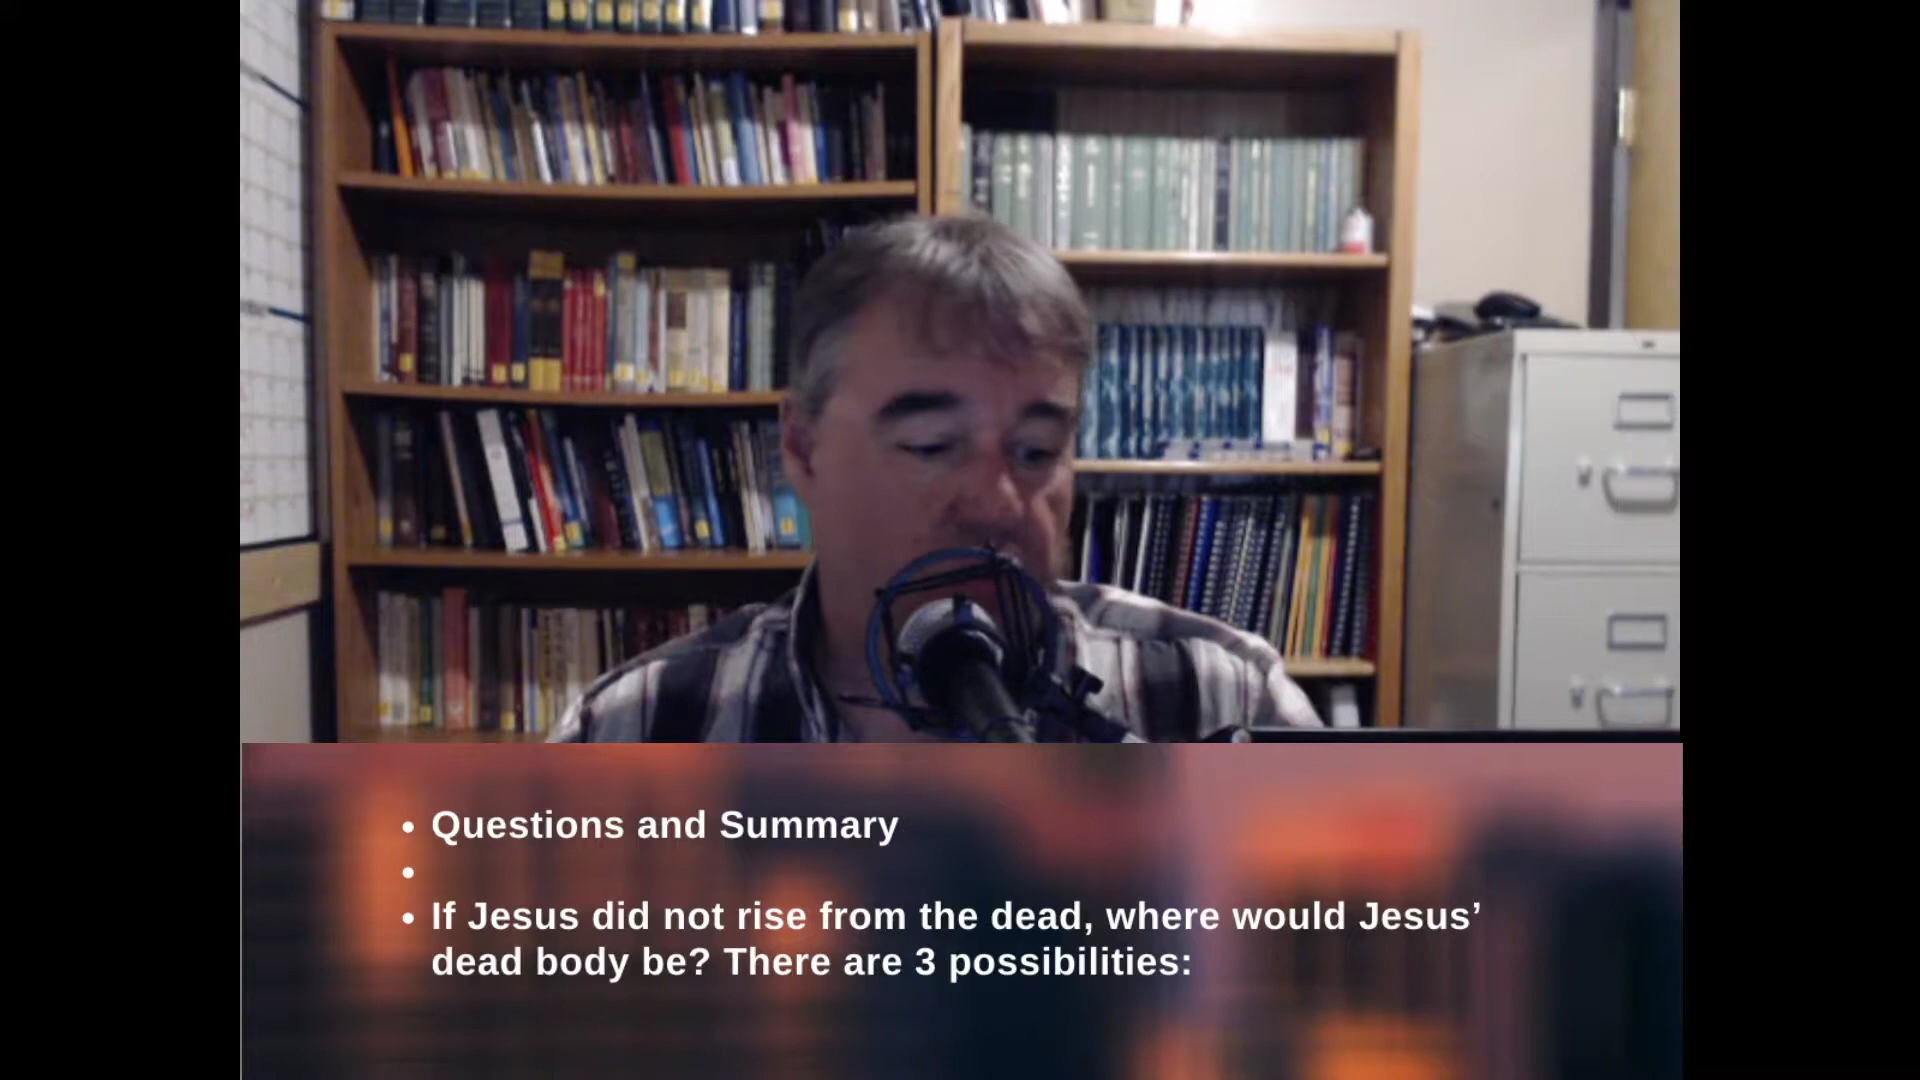 • Questions and Summary
•
• If Jesus did not rise from the dead, where would Jesus’
dead body be? There are 3 possibilities: